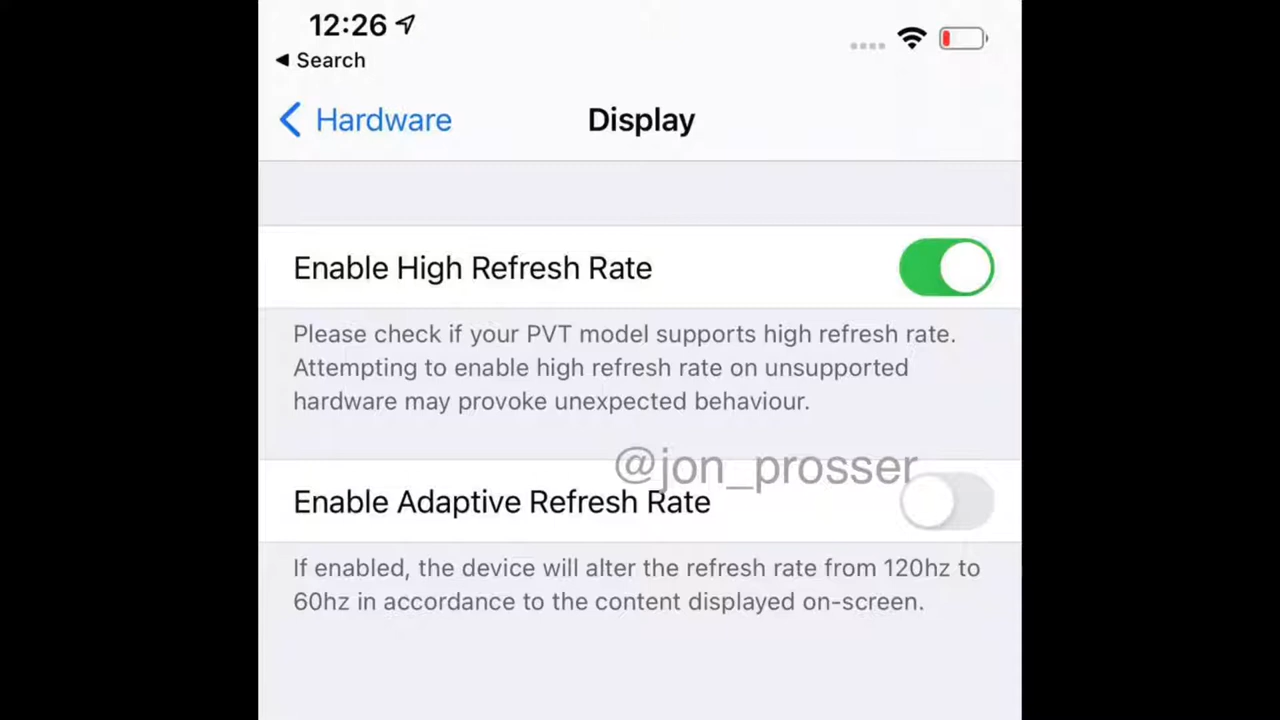 12:26
Search
Hardware
Display
Enable High Refresh Rate
Please check if your PVT model supports high refresh rate.
Attempting to enable high refresh rate on unsupported
hardware may provoke unexpected behaviour.
@jon_prosser
Enable Adaptive Refresh Rate
If enabled, the device will alter the refresh rate from 120hz to
60hz in accordance to the content displayed on-screen.